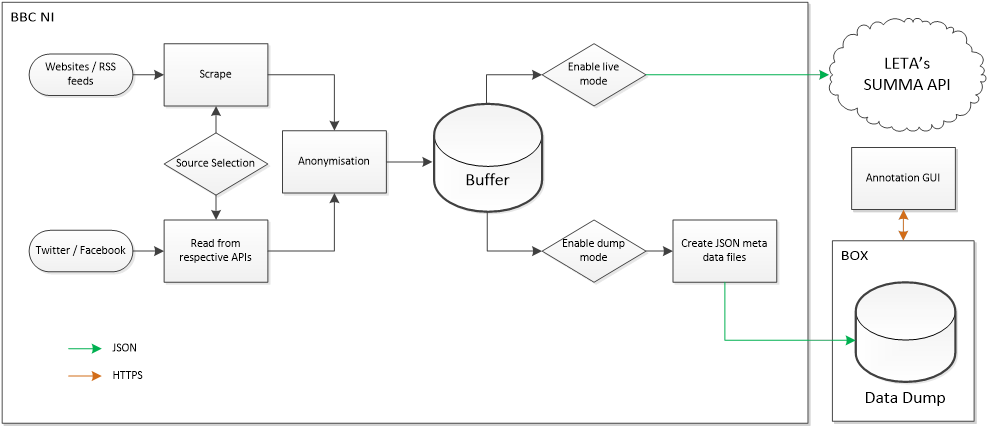 BBC NI
Websites / RSS
feeds
Scrape
Source Selection
Twitter / Facebook
Read from
respective APIs
Anonymisation
Buffer
Enable live
mode
Enable dump
mode
Create JSON meta
data files
LETA's
SUMMA API
Annotation GUI
BOX
Data Dump
JSON
HTTPS